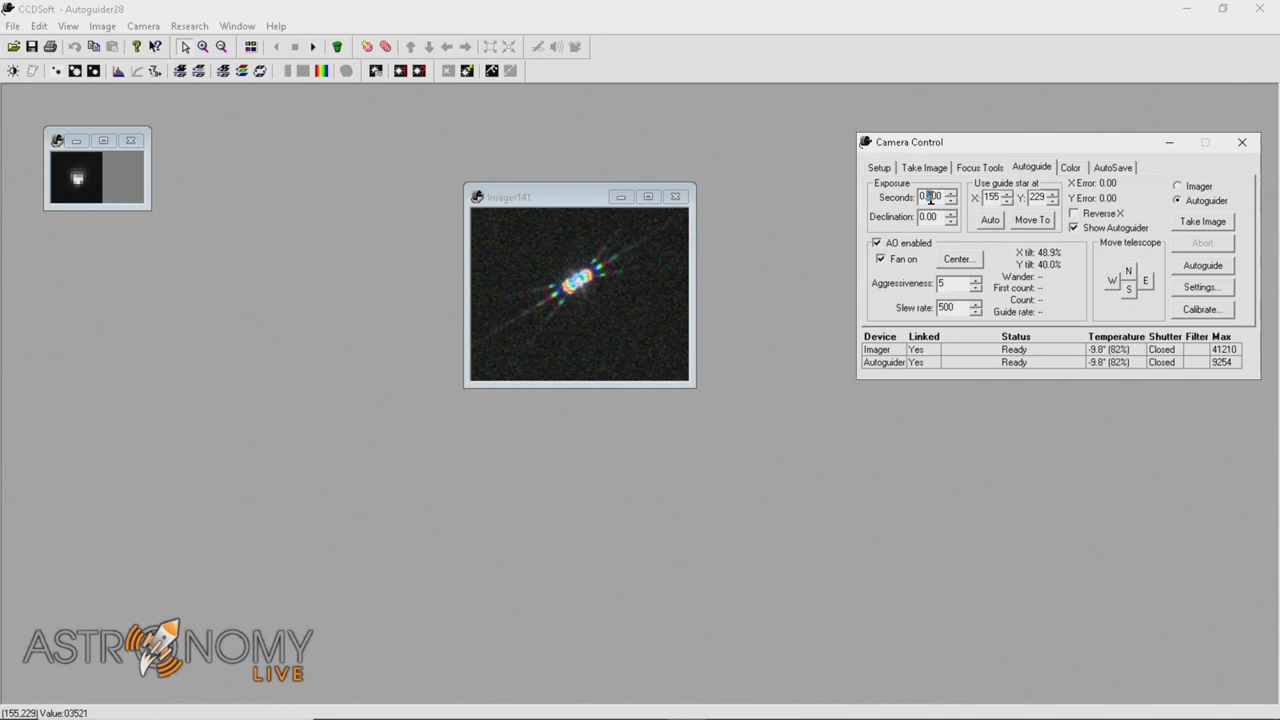 CCDSoft - Autoguider28
File Edit View Image Camera Research Window Help
Imager141
Camera Control
Setup Take Image Focus Tools Autoguide Color AutoSave
Exposure
Seconds:
Declination: 0.00
Use guide star at
X: 155 Y: 229
Auto Move To
X Error: 0.00
Y Error: 0.00
Reverse X
Show Autoguider
Imager
Autoguider
Take Image
Abort
Autoguide
Settings...
Calibrate...
AO enabled
Fan on Center...
Aggressiveness: 5
Slew rate: 500
X tilt: 48.9%
Y tilt: 40.0%
Wander: --
First count: --
Count: --
Guide rate: --
Move telescope
N
W E
S
Device Linked Status Temperature Shutter Filter Max
Imager Yes Ready -9.8° (82%) Closed 41210
Autoguider Yes Ready -9.8° (82%) Closed 9254
ASTRONOMY
LIVE
(155,229) Value:03521